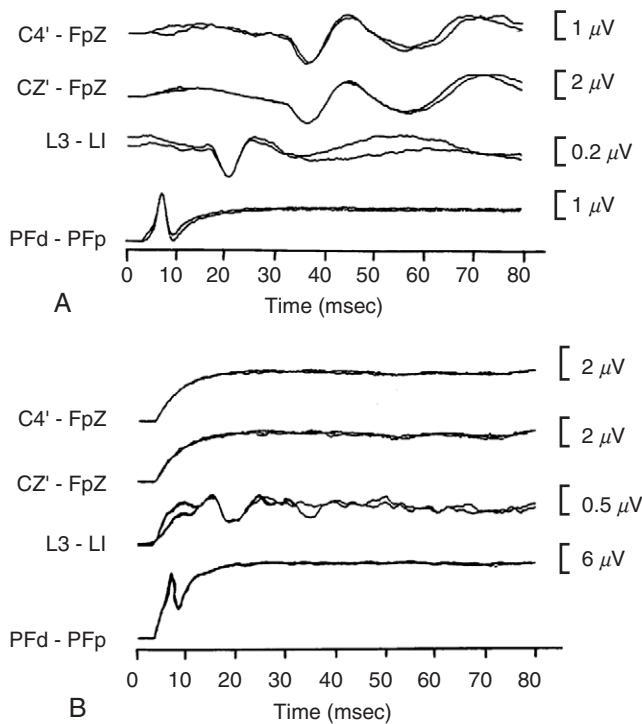 C4' - FpZ
1 µV
CZ' - FpZ
2 µV
L3 - LI
0.2 µV
PFd - PFp
1 µV
0 10 20 30 40 50 60 70 80
A
Time (msec)
C4' - FpZ
2 µV
CZ' - FpZ
2 µV
L3 - LI
0.5 µV
PFd - PFp
6 µV
0 10 20 30 40 50 60 70 80
B
Time (msec)